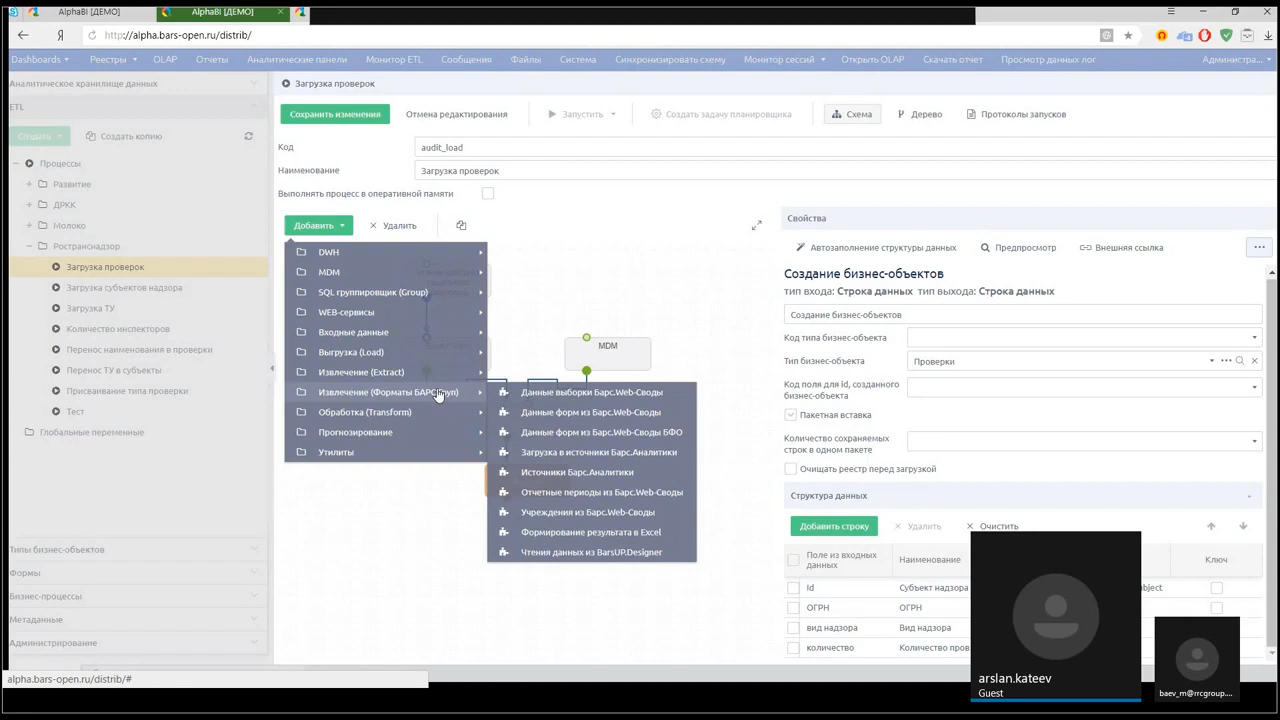 AlphaBI [ДЕМО]
AlphaBI [ДЕМО]
http://alpha.bars-open.ru/distrib/
Dashboards
Реестры
OLAP
Отчеты
Аналитические панели
Монитор ETL
Сообщения
Файлы
Система
Синхронизировать схему
Монитор сессий
Открыть OLAP
Скачать отчет
Просмотр данных лог
Администра...
Аналитическое хранилище данных
ETL
Создать
Создать копию
Процессы
Развитие
ДРКК
Молоко
Ространснадзор
Загрузка проверок
Загрузка субъектов надзора
Загрузка ТУ
Количество инспекторов
Перенос наименования в проверки
Перенос ТУ в субъекты
Присваивание типа проверки
Тест
Глобальные переменные
Типы бизнес-объектов
Формы
Бизнес-процессы
Метаданные
Администрирование
alpha.bars-open.ru/distrib/#
Загрузка проверок
Сохранить изменения
Отмена редактирования
Запустить
Создать задачу планировщика
Схема
Дерево
Протоколы запусков
Код
audit_load
Наименование
Загрузка проверок
Выполнять процесс в оперативной памяти
Добавить
Удалить
DWH
MDM
SQL группировщик (Group)
WEB-сервисы
Входные данные
Выгрузка (Load)
Извлечение (Extract)
Извлечение (Форматы БАРС
Обработка (Transform)
Прогнозирование
Утилиты
MDM
Данные выборки Барс.Web-Своды
Данные форм из Барс.Web-Своды
Данные форм из Барс.Web-Своды БФО
Загрузка в источники Барс.Аналитики
Источники Барс.Аналитики
Отчетные периоды из Барс.Web-Своды
Учреждения из Барс.Web-Своды
Формирование результата в Excel
Чтения данных из BarsUP.Designer
Свойства
Автозаполнение структуры данных
Предпросмотр
Внешняя ссылка
...
Создание бизнес-объектов
тип входа: Строка данных тип выхода: Строка данных
Создание бизнес-объектов
Код типа бизнес-объекта
Тип бизнес-объекта
Проверки
Код поля для id, созданного
бизнес-объекта
Пакетная вставка
Количество сохраняемых
строк в одном пакете
Очищать реестр перед загрузкой
Структура данных
Добавить строку
Удалить
Очистить
Поле из входных
данных
Наименование
Ключ
Id
Субъект надзора
bject
ОГРН
ОГРН
вид надзора
Вид надзора
количество
Количество пров
arslan.kateev
Guest
baev_m@rrcgroup....